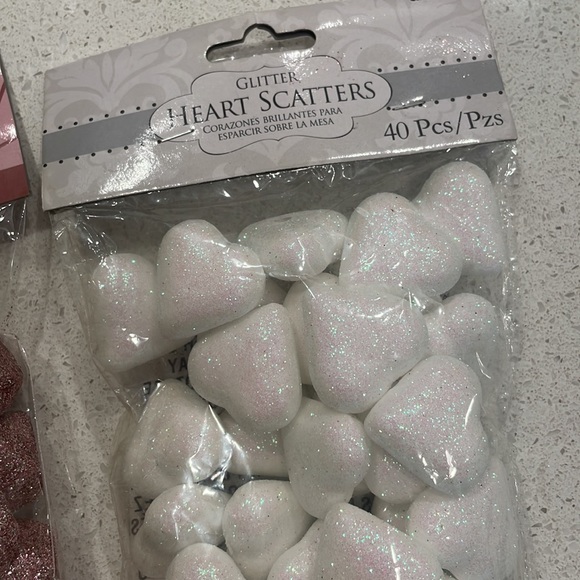 GLITTER
HEART SCATTERS
CORAZONES BRILLANTES PARA
ESPARCIR SOBRE LA MESA
40 PCS/PZS